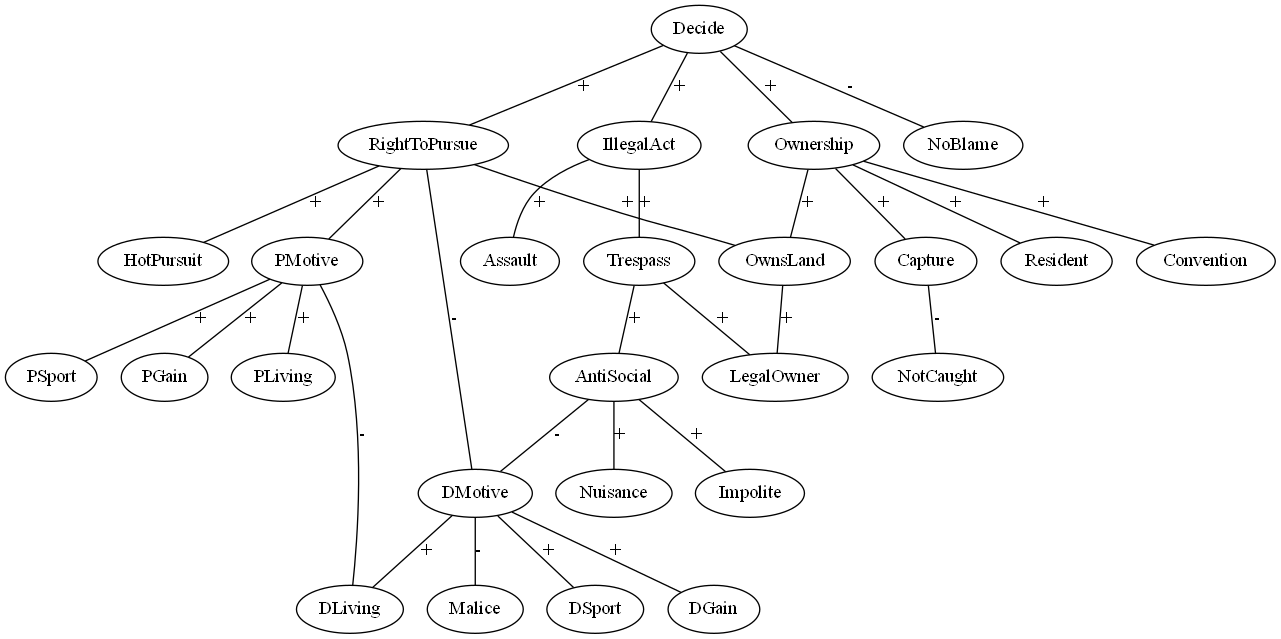 Decide
+ + + -
RightToPursue IllegalAct Ownership NoBlame
+ + + + + + + + +
HotPursuit PMotive Assault Trespass OwnsLand Capture Resident Convention
+ + + - + + + -
PSport PGain PLiving AntiSocial LegalOwner NotCaught
- - + +
DMotive Nuisance Impolite
+ - + +
DLiving Malice DSport DGain